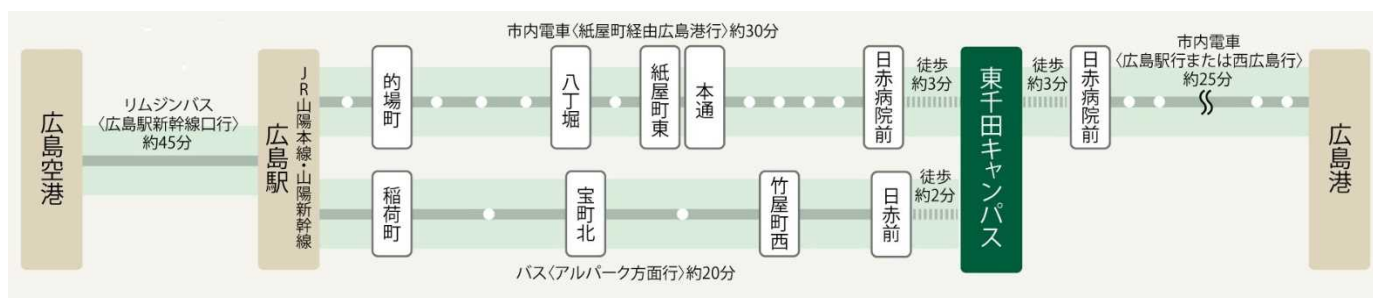 広島空港
リムジンバス
〈広島駅新幹線口行〉
約45分
広島駅
JR山陽本線・山陽新幹線
市内電車〈紙屋町経由広島港行〉約30分
的場町
八丁堀
紙屋町東
本通
日赤病院前
徒歩
約3分
稲荷町
宝町北
竹屋町西
日赤前
徒歩
約2分
バス〈アルパーク方面行〉約20分
東千田キャンパス
徒歩
約3分
日赤病院前
市内電車
〈広島駅行または西広島行〉
約25分
広島港